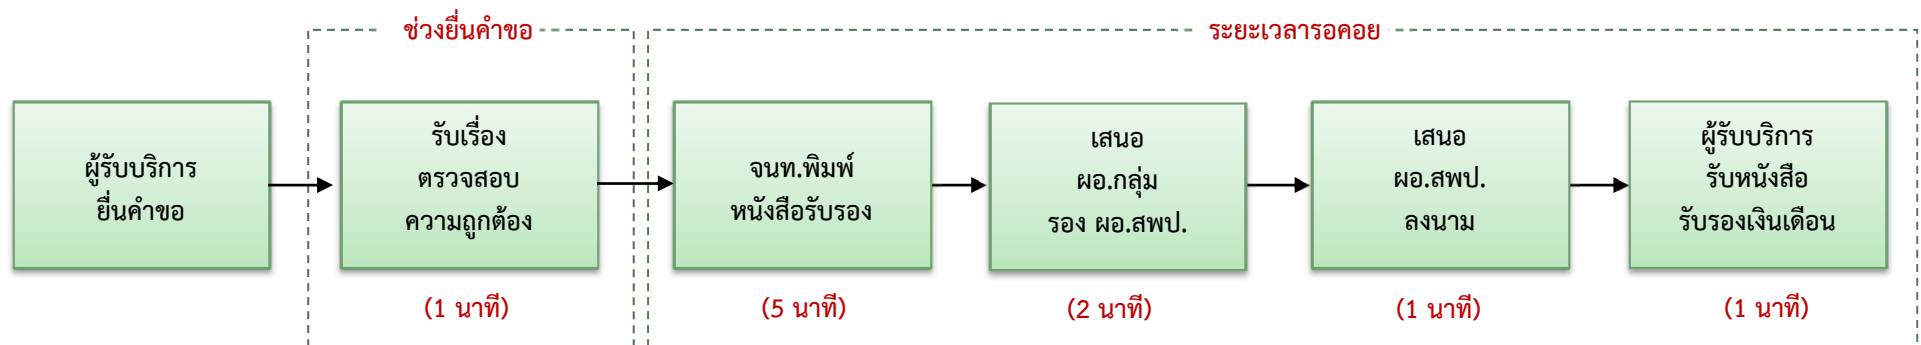 ช่วงยื่นคำขอ
ระยะเวลารอคอย
ผู้รับบริการ
ยื่นคำขอ
รับเรื่อง
ตรวจสอบ
ความถูกต้อง
(1 นาที)
จนท.พิมพ์
หนังสือรับรอง
(5 นาที)
เสนอ
ผอ.กลุ่ม
รอง ผอ.สพป.
(2 นาที)
เสนอ
ผอ.สพป.
ลงนาม
(1 นาที)
ผู้รับบริการ
รับหนังสือ
รับรองเงินเดือน
(1 นาที)